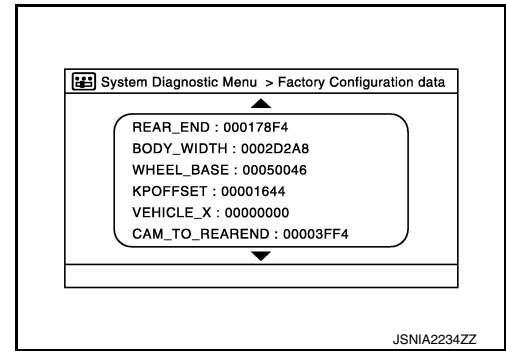 System Diagnostic Menu > Factory Configuration data
REAR_END : 000178F4
BODY_WIDTH : 0002D2A8
WHEEL_BASE : 00050046
KPOFFSET : 00001644
VEHICLE_X : 00000000
CAM_TO_REAREND : 00003FF4
JSNIA2234ZZ